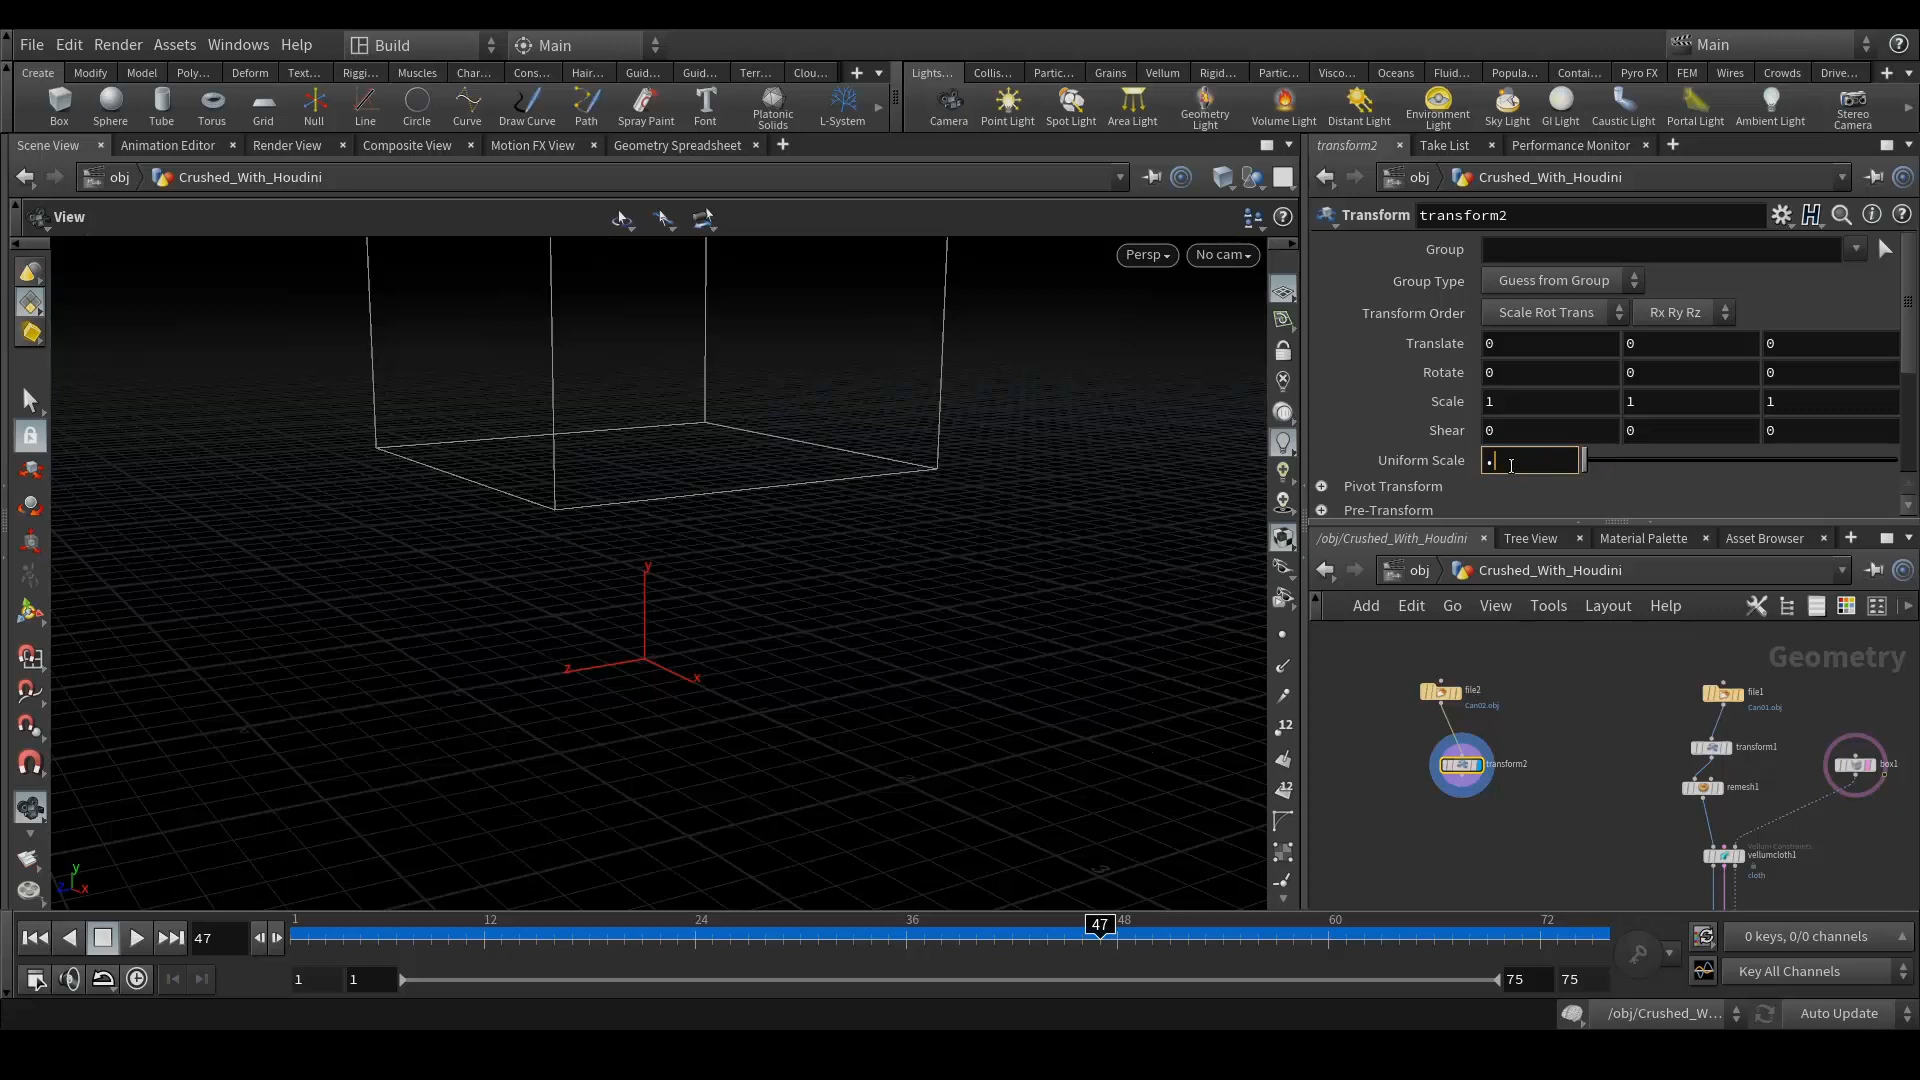 File Edit Render Assets Windows Help Build Main Main
Create Modify Model Poly... Deform Text... Riggi... Muscles Char... Cons... Hair... Guid... Guid... Terr... Clou...
Lights... Collis... Partic... Grains Vellum Rigid... Partic... Visco... Oceans Fluid... Popula... Contai... Pyro FX FEM Wires Crowds Drive...
Box Sphere Tube Torus Grid Null Line Circle Curve Draw Curve Path Spray Paint Font Platonic Solids L-System
Camera Point Light Spot Light Area Light Geometry Light Volume Light Distant Light Environment Light Sky Light GI Light Caustic Light Portal Light Ambient Light Stereo Camera
Scene View Animation Editor Render View Composite View Motion FX View Geometry Spreadsheet
transform2 Take List Performance Monitor
obj Crushed_With_Houdini
obj Crushed_With_Houdini
View
Transform transform2
Persp No cam
Group
Group Type Guess from Group
Transform Order Scale Rot Trans Rx Ry Rz
Translate 0 0 0
Rotate 0 0 0
Scale 1 1 1
Shear 0 0 0
Uniform Scale .
Pivot Transform
Pre-Transform
/obj/Crushed_With_Houdini Tree View Material Palette Asset Browser
obj Crushed_With_Houdini
Add Edit Go View Tools Layout Help
Geometry
file2
Can02.obj
transform2
file1
Can01.obj
transform1
remesh1
box1
Vellum Constraints
vellumcloth1
cloth
y
z
x
12
12
y
z
x
1 12 24 36 47 48 60 72
47
0 keys, 0/0 channels
1 1 75 75
Key All Channels
/obj/Crushed_W... Auto Update